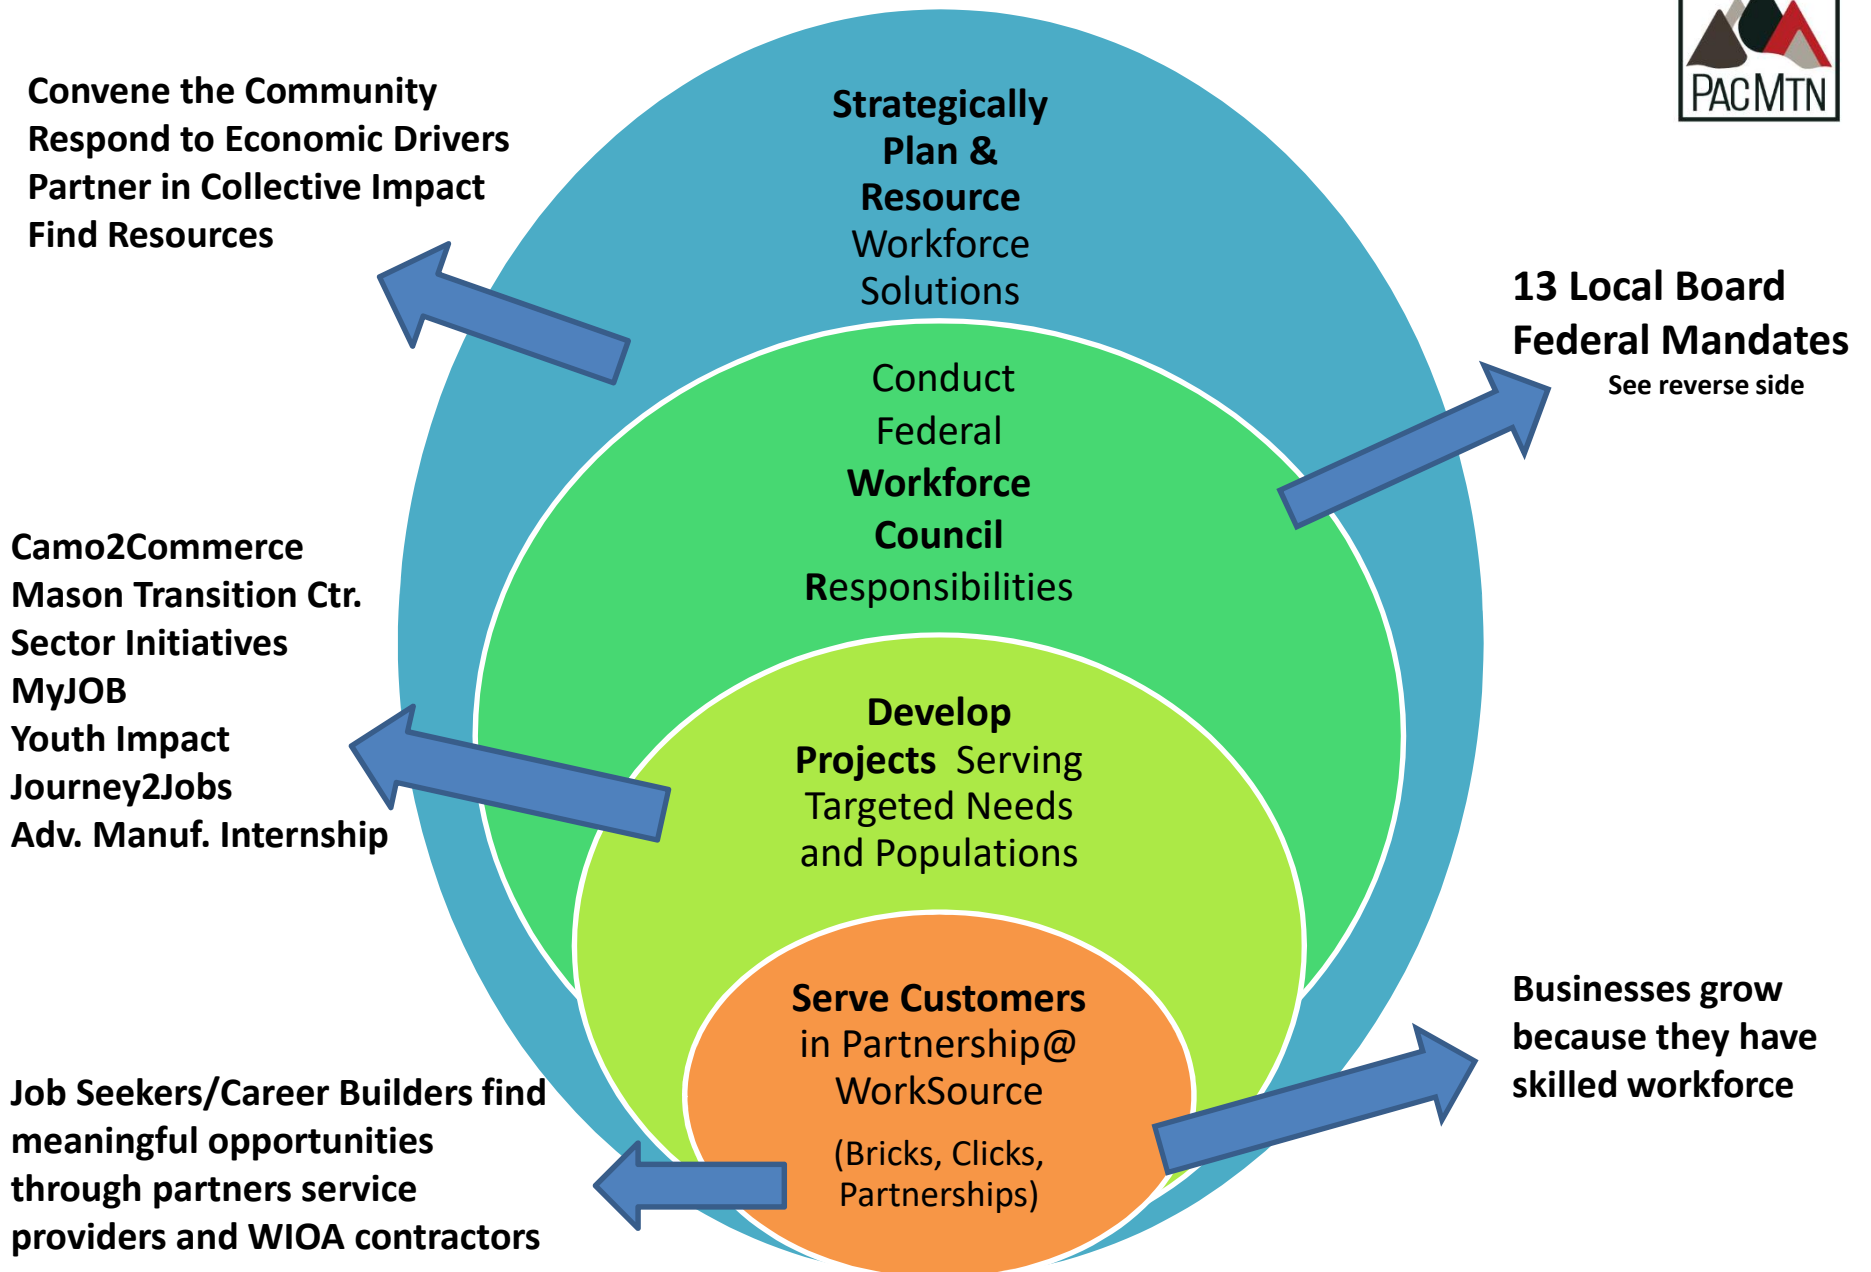 PACMTN
Convene the Community
Respond to Economic Drivers
Partner in Collective Impact
Find Resources
Strategically
Plan &
Resource
Workforce
Solutions
13 Local Board
Federal Mandates
See reverse side
Conduct
Federal
Workforce
Council
Responsibilities
Camo2Commerce
Mason Transition Ctr.
Sector Initiatives
MyJOB
Youth Impact
Journey2Jobs
Adv. Manuf. Internship
Develop
Projects Serving
Targeted Needs
and Populations
Serve Customers
in Partnership@
WorkSource
(Bricks, Clicks,
Partnerships)
Businesses grow
because they have
skilled workforce
Job Seekers/Career Builders find
meaningful opportunities
through partners service
providers and WIOA contractors